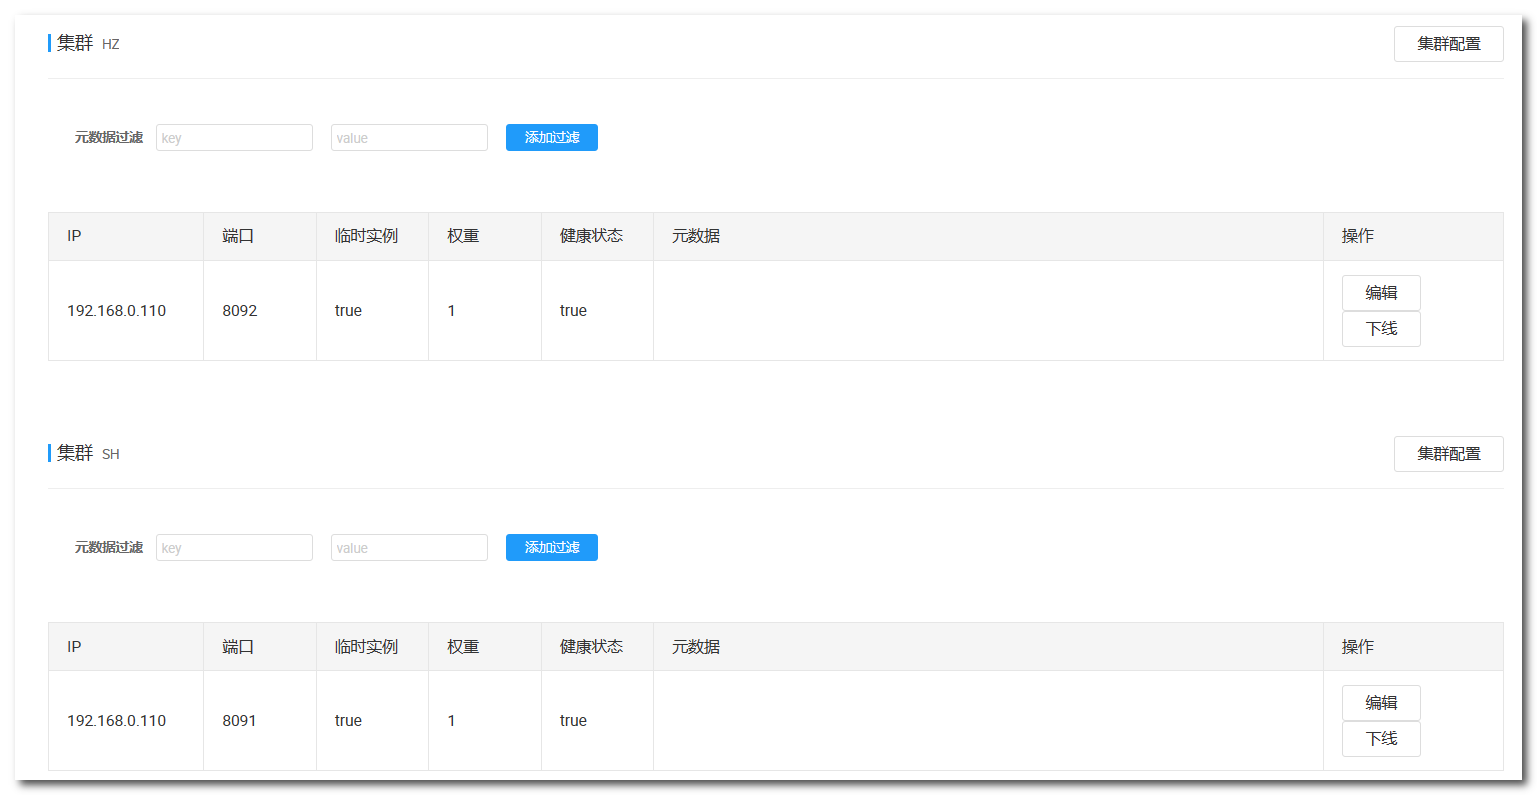 集群 HZ 集群配置
元数据过滤 key value 添加过滤
IP 端口 临时实例 权重 健康状态 元数据 操作
192.168.0.110 8092 true 1 true 编辑
下线
集群 SH 集群配置
元数据过滤 key value 添加过滤
IP 端口 临时实例 权重 健康状态 元数据 操作
192.168.0.110 8091 true 1 true 编辑
下线